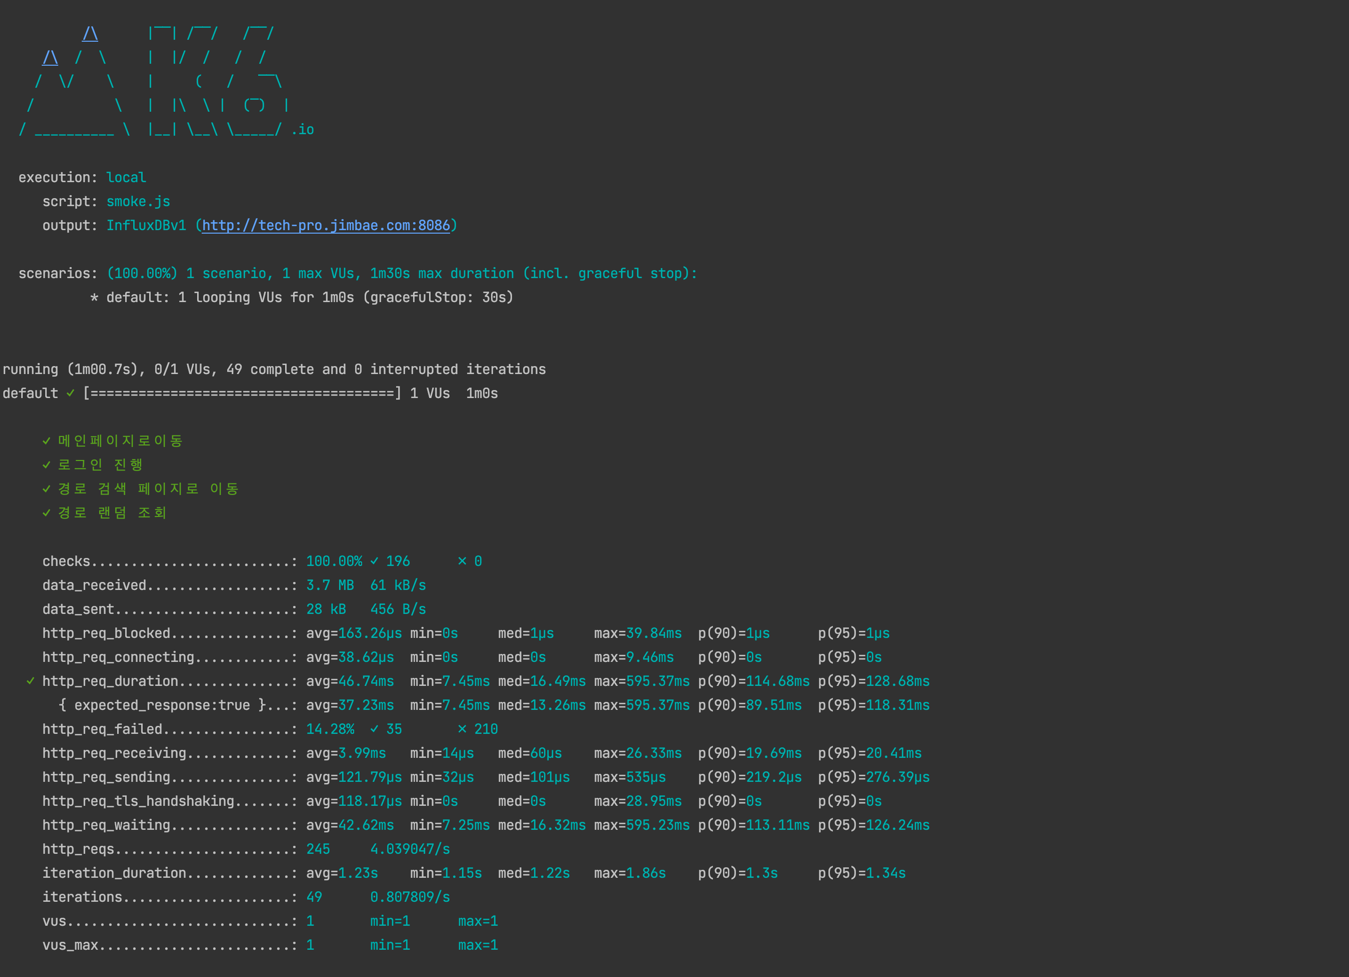 /\      |‾‾| /‾‾/   /‾‾/
/\  /  \     |  |/  /   /  /
/  \/    \    |     (   /   ‾‾\
/          \   |  |\  \ |  (‾)  |
/ __________ \  |__| \__\ \_____/ .io
execution: local
script: smoke.js
output: InfluxDBv1 (http://tech-pro.jimbae.com:8086)
scenarios: (100.00%) 1 scenario, 1 max VUs, 1m30s max duration (incl. graceful stop):
* default: 1 looping VUs for 1m0s (gracefulStop: 30s)
running (1m00.7s), 0/1 VUs, 49 complete and 0 interrupted iterations
default ✓ [======================================] 1 VUs  1m0s
✓ 메인페이지로이동
✓ 로그인 진행
✓ 경로 검색 페이지로 이동
✓ 경로 랜덤 조회
checks.........................: 100.00% ✓ 196      ✗ 0
data_received..................: 3.7 MB  61 kB/s
data_sent......................: 28 kB   456 B/s
http_req_blocked...............: avg=163.26µs min=0s     med=1µs     max=39.84ms  p(90)=1µs      p(95)=1µs
http_req_connecting............: avg=38.62µs  min=0s     med=0s      max=9.46ms   p(90)=0s       p(95)=0s
✓ http_req_duration..............: avg=46.74ms  min=7.45ms med=16.49ms max=595.37ms p(90)=114.68ms p(95)=128.68ms
{ expected_response:true }...: avg=37.23ms  min=7.45ms med=13.26ms max=595.37ms p(90)=89.51ms  p(95)=118.31ms
http_req_failed................: 14.28%  ✓ 35       ✗ 210
http_req_receiving.............: avg=3.99ms   min=14µs   med=60µs    max=26.33ms  p(90)=19.69ms  p(95)=20.41ms
http_req_sending...............: avg=121.79µs min=32µs   med=101µs   max=535µs    p(90)=219.2µs  p(95)=276.39µs
http_req_tls_handshaking.......: avg=118.17µs min=0s     med=0s      max=28.95ms  p(90)=0s       p(95)=0s
http_req_waiting...............: avg=42.62ms  min=7.25ms med=16.32ms max=595.23ms p(90)=113.11ms p(95)=126.24ms
http_reqs......................: 245     4.039047/s
iteration_duration.............: avg=1.23s    min=1.15s  med=1.22s   max=1.86s    p(90)=1.3s     p(95)=1.34s
iterations.....................: 49      0.807809/s
vus............................: 1       min=1      max=1
vus_max........................: 1       min=1      max=1